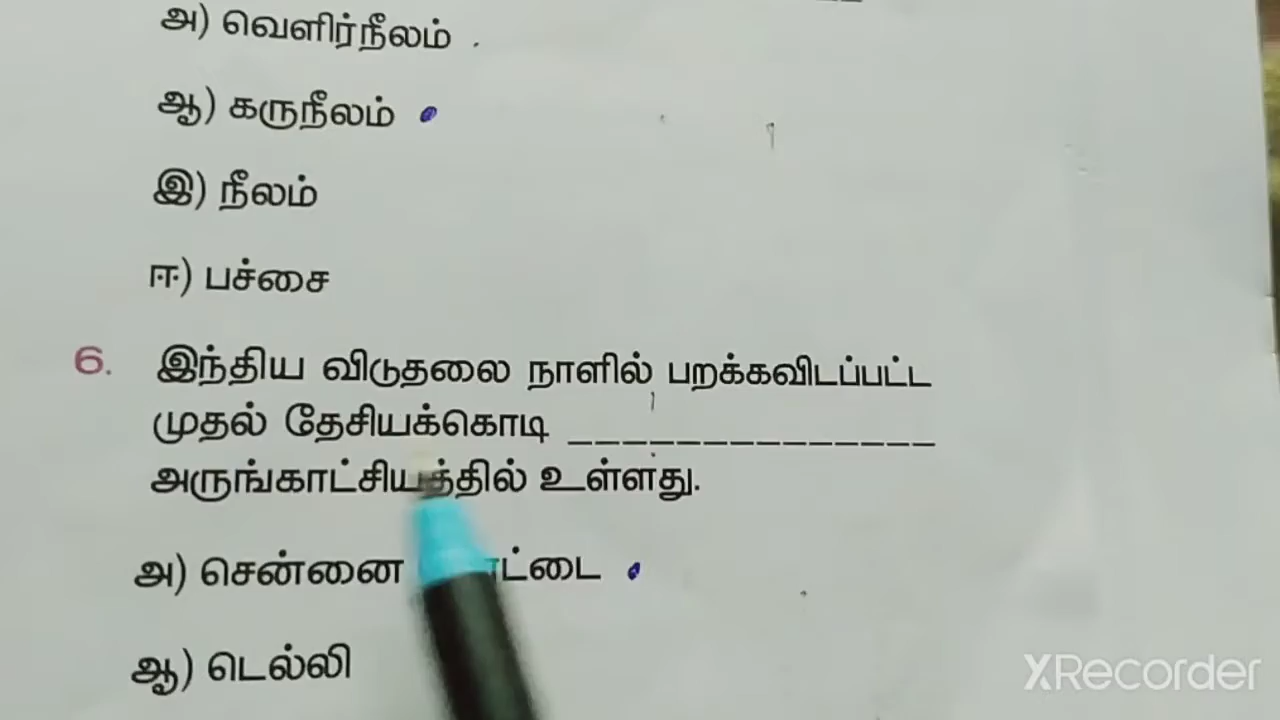 அ) வெளிர்நீலம்
ஆ) கருநீலம்
இ) நீலம்
ஈ) பச்சை
6. இந்திய விடுதலை நாளில் பறக்கவிடப்பட்ட
முதல் தேசியக்கொடி ______________
அருங்காட்சியத்தில் உள்ளது.
அ) சென்னை
ஆ) டெல்லி
XRecorder